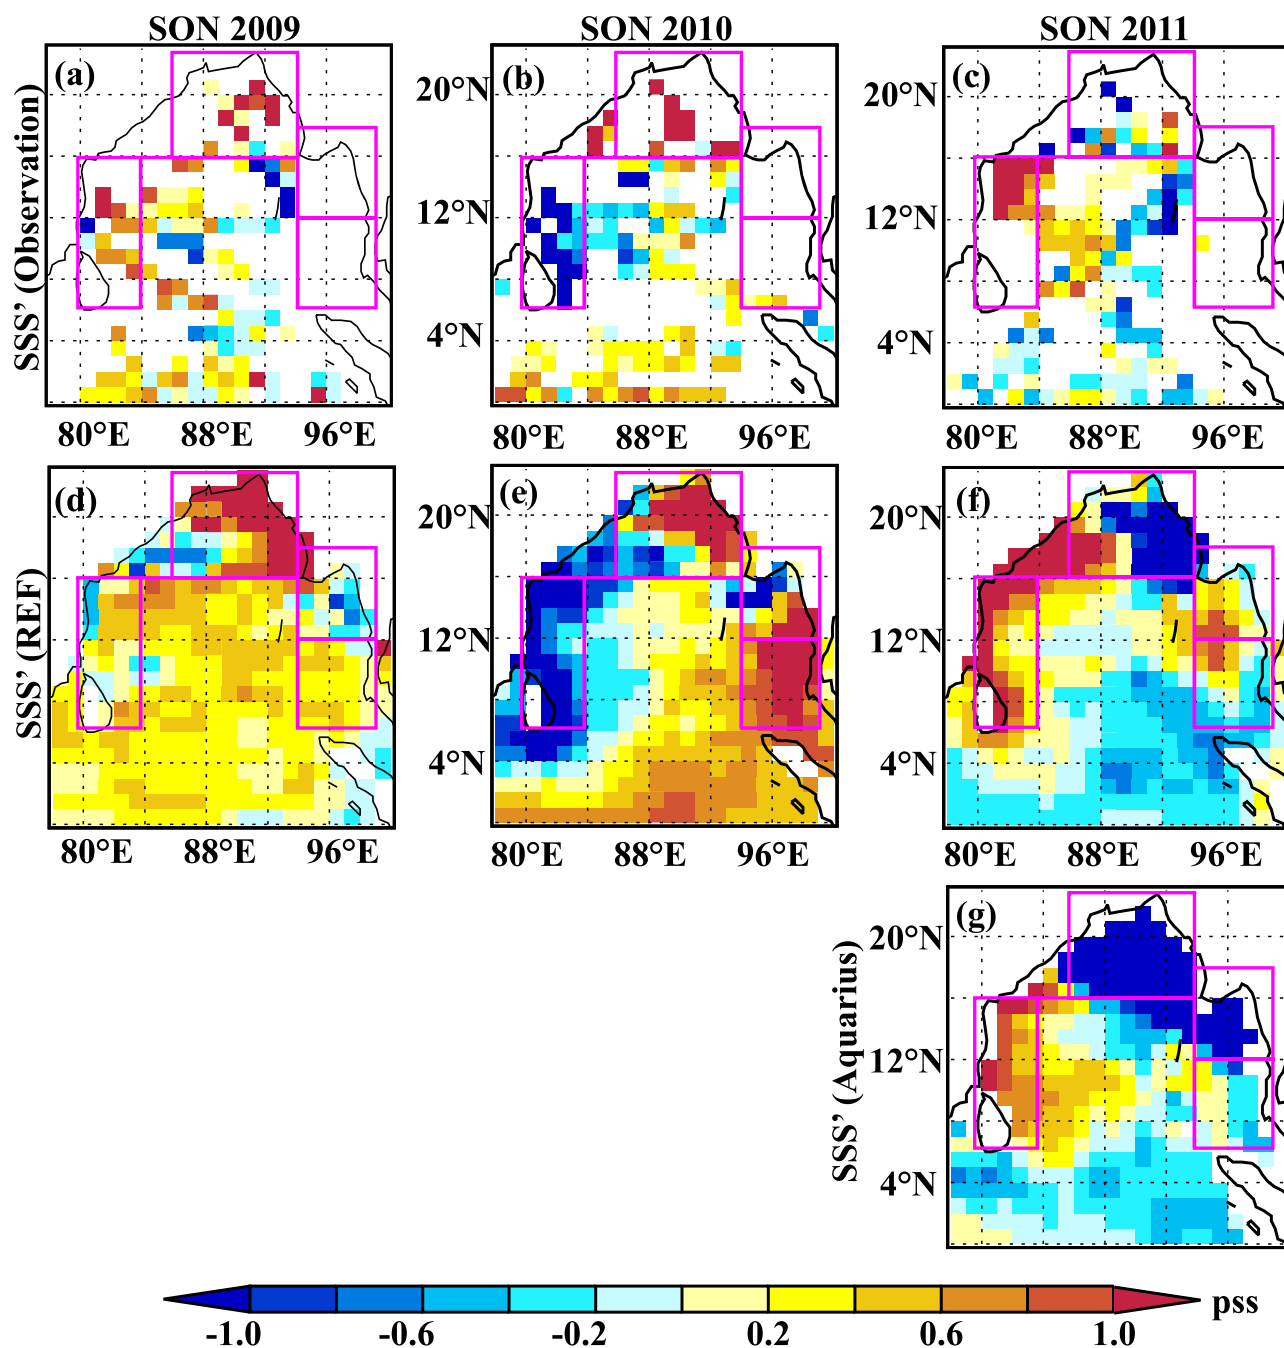 SON 2009 SON 2010 SON 2011
SSS' (Observation)
(a) (b) (c)
20°N 20°N
12°N 12°N
4°N 4°N
80°E 88°E 96°E 80°E 88°E 96°E 80°E 88°E 96°E
SSS' (REF)
(d) (e) (f)
20°N 20°N
12°N 12°N
4°N 4°N
80°E 88°E 96°E 80°E 88°E 96°E 80°E 88°E 96°E
SSS' (Aquarius)
(g)
20°N
12°N
4°N
pss
-1.0 -0.6 -0.2 0.2 0.6 1.0